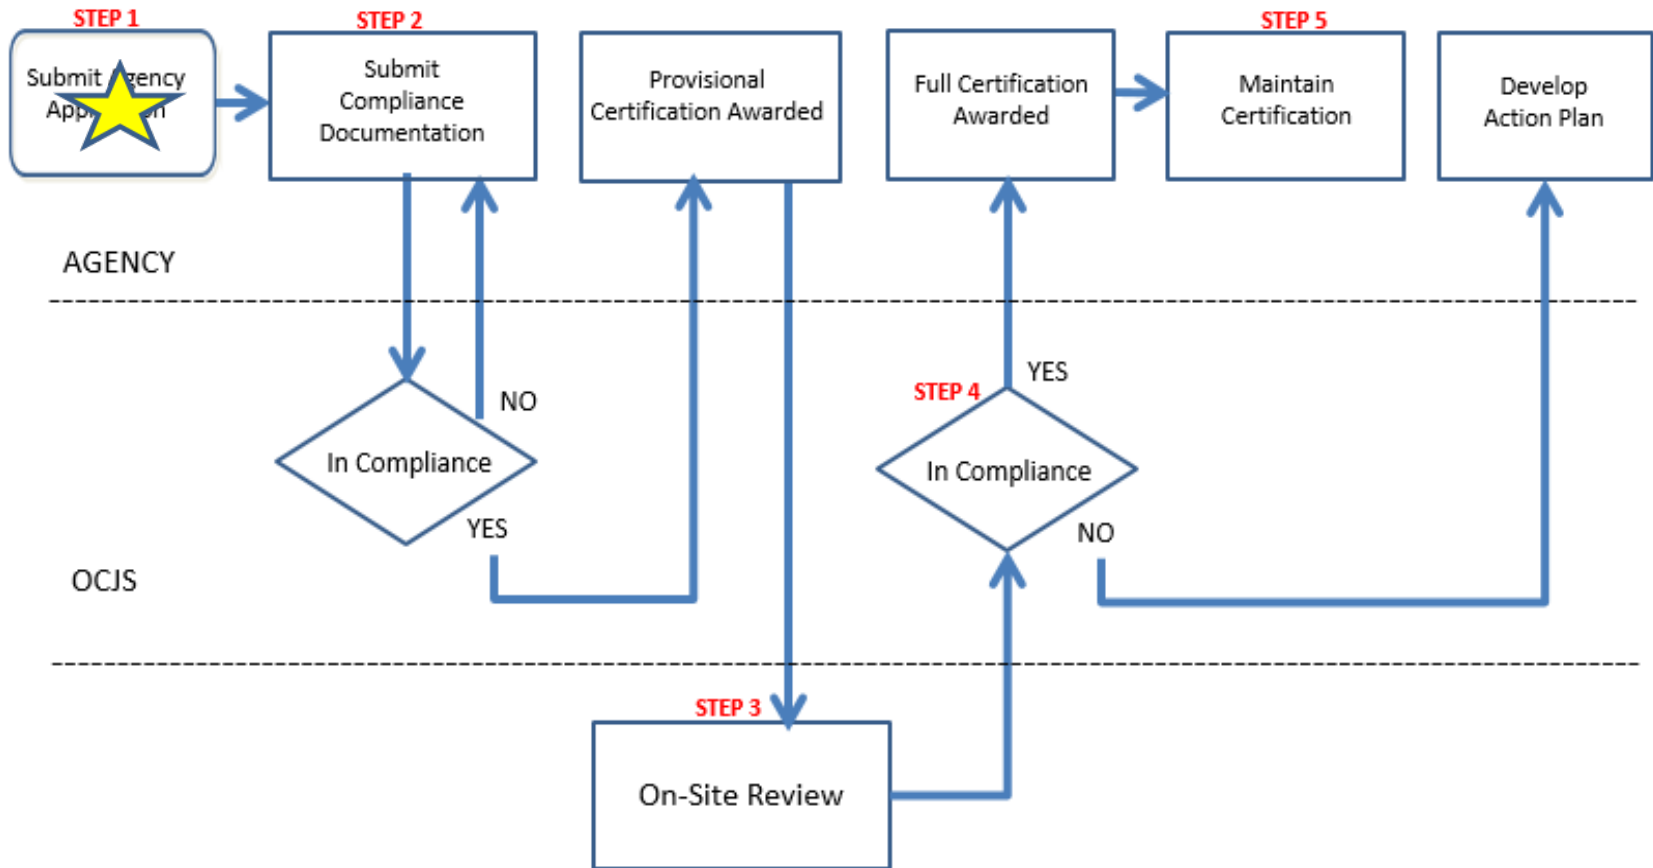 STEP 1
Submit Agency
Application
STEP 2
Submit
Compliance
Documentation
Provisional
Certification Awarded
Full Certification
Awarded
STEP 5
Maintain
Certification
Develop
Action Plan
AGENCY
NO
In Compliance
YES
STEP 4
YES
In Compliance
NO
OCJS
STEP 3
On-Site Review